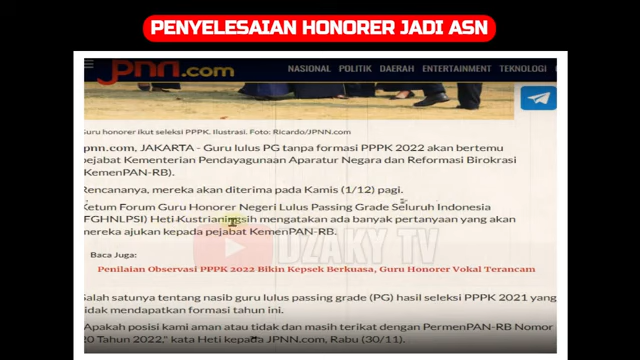 PENYELESAIAN HONORER JADI ASN
jpnn.com
NASIONAL POLITIK DAERAH ENTERTAINMENT TEKNOLOGI
Guru honorer ikut seleksi PPPK. Ilustrasi. Foto: Ricardo/JPNN.com
jpnn.com, JAKARTA - Guru lulus PG tanpa formasi PPPK 2022 akan bertemu
pejabat Kementerian Pendayagunaan Aparatur Negara dan Reformasi Birokrasi
(KemenPAN-RB).
Rencananya, mereka akan diterima pada Kamis (1/12) pagi.
Ketum Forum Guru Honorer Negeri Lulus Passing Grade Seluruh Indonesia
(FGHNLPSI) Heti Kustrianingsih mengatakan ada banyak pertanyaan yang akan
mereka ajukan kepada pejabat KemenPAN-RB.
DZAKY TV
Baca Juga:
Penilaian Observasi PPPK 2022 Bikin Kepsek Berkuasa, Guru Honorer Vokal Terancam
Salah satunya tentang nasib guru lulus passing grade (PG) hasil seleksi PPPK 2021 yang
tidak mendapatkan formasi tahun ini.
"Apakah posisi kami aman atau tidak dan masih terikat dengan PermenPAN-RB Nomor
20 Tahun 2022," kata Heti kepada JPNN.com, Rabu (30/11).